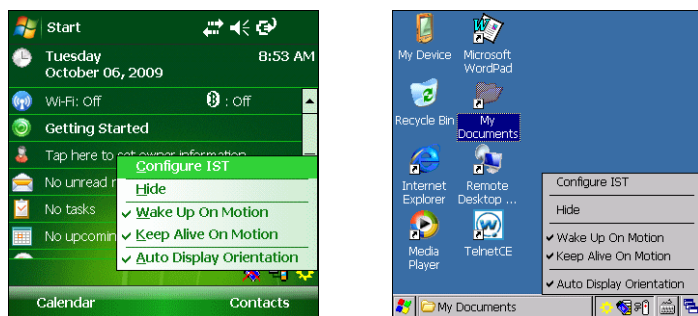 Start
Tuesday 8:53 AM
October 06, 2009
Wi-Fi: Off : Off
Getting Started
Tap here to set owner information
No unread
No tasks
No upcomin
Configure IST
Hide
Wake Up On Motion
Keep Alive On Motion
Auto Display Orientation
Calendar Contacts
My Device Microsoft
WordPad
Recycle Bin My
Documents
Internet Remote
Explorer Desktop ...
Media TelnetCE
Player
Configure IST
Hide
Wake Up On Motion
Keep Alive On Motion
Auto Display Orientation
My Documents